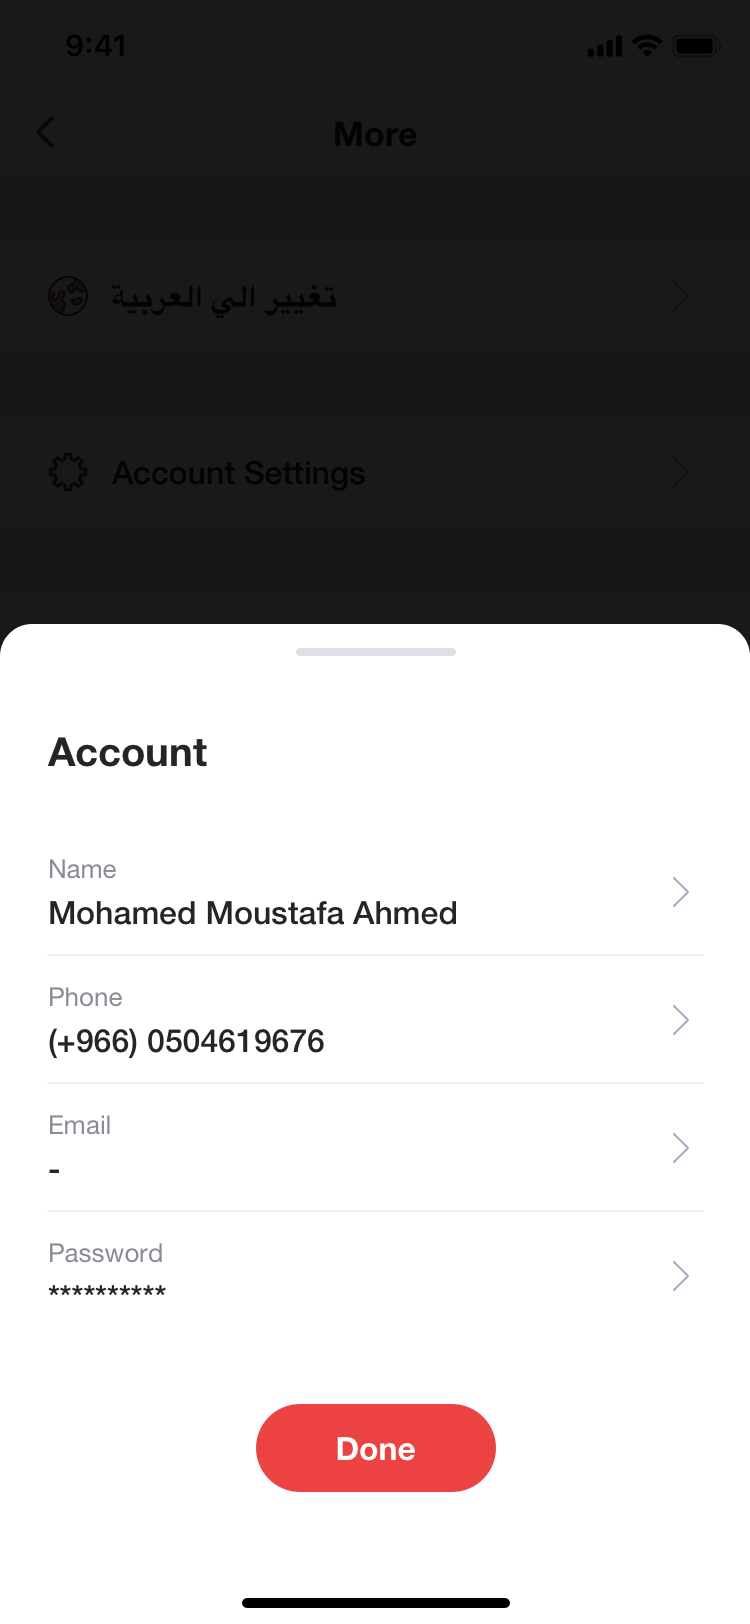 9:41
More
تغيير الي العربية
Account Settings
Account
Name
Mohamed Moustafa Ahmed
Phone
(+966) 0504619676
Email
-
Password
**********
Done